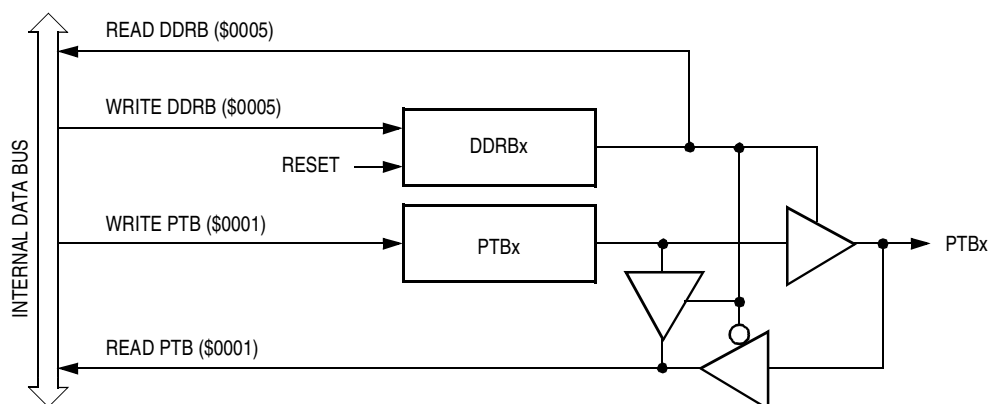 READ DDRB ($0005)
WRITE DDRB ($0005)
DDRBx
RESET
WRITE PTB ($0001)
PTBx
PTBx
READ PTB ($0001)
INTERNAL DATA BUS